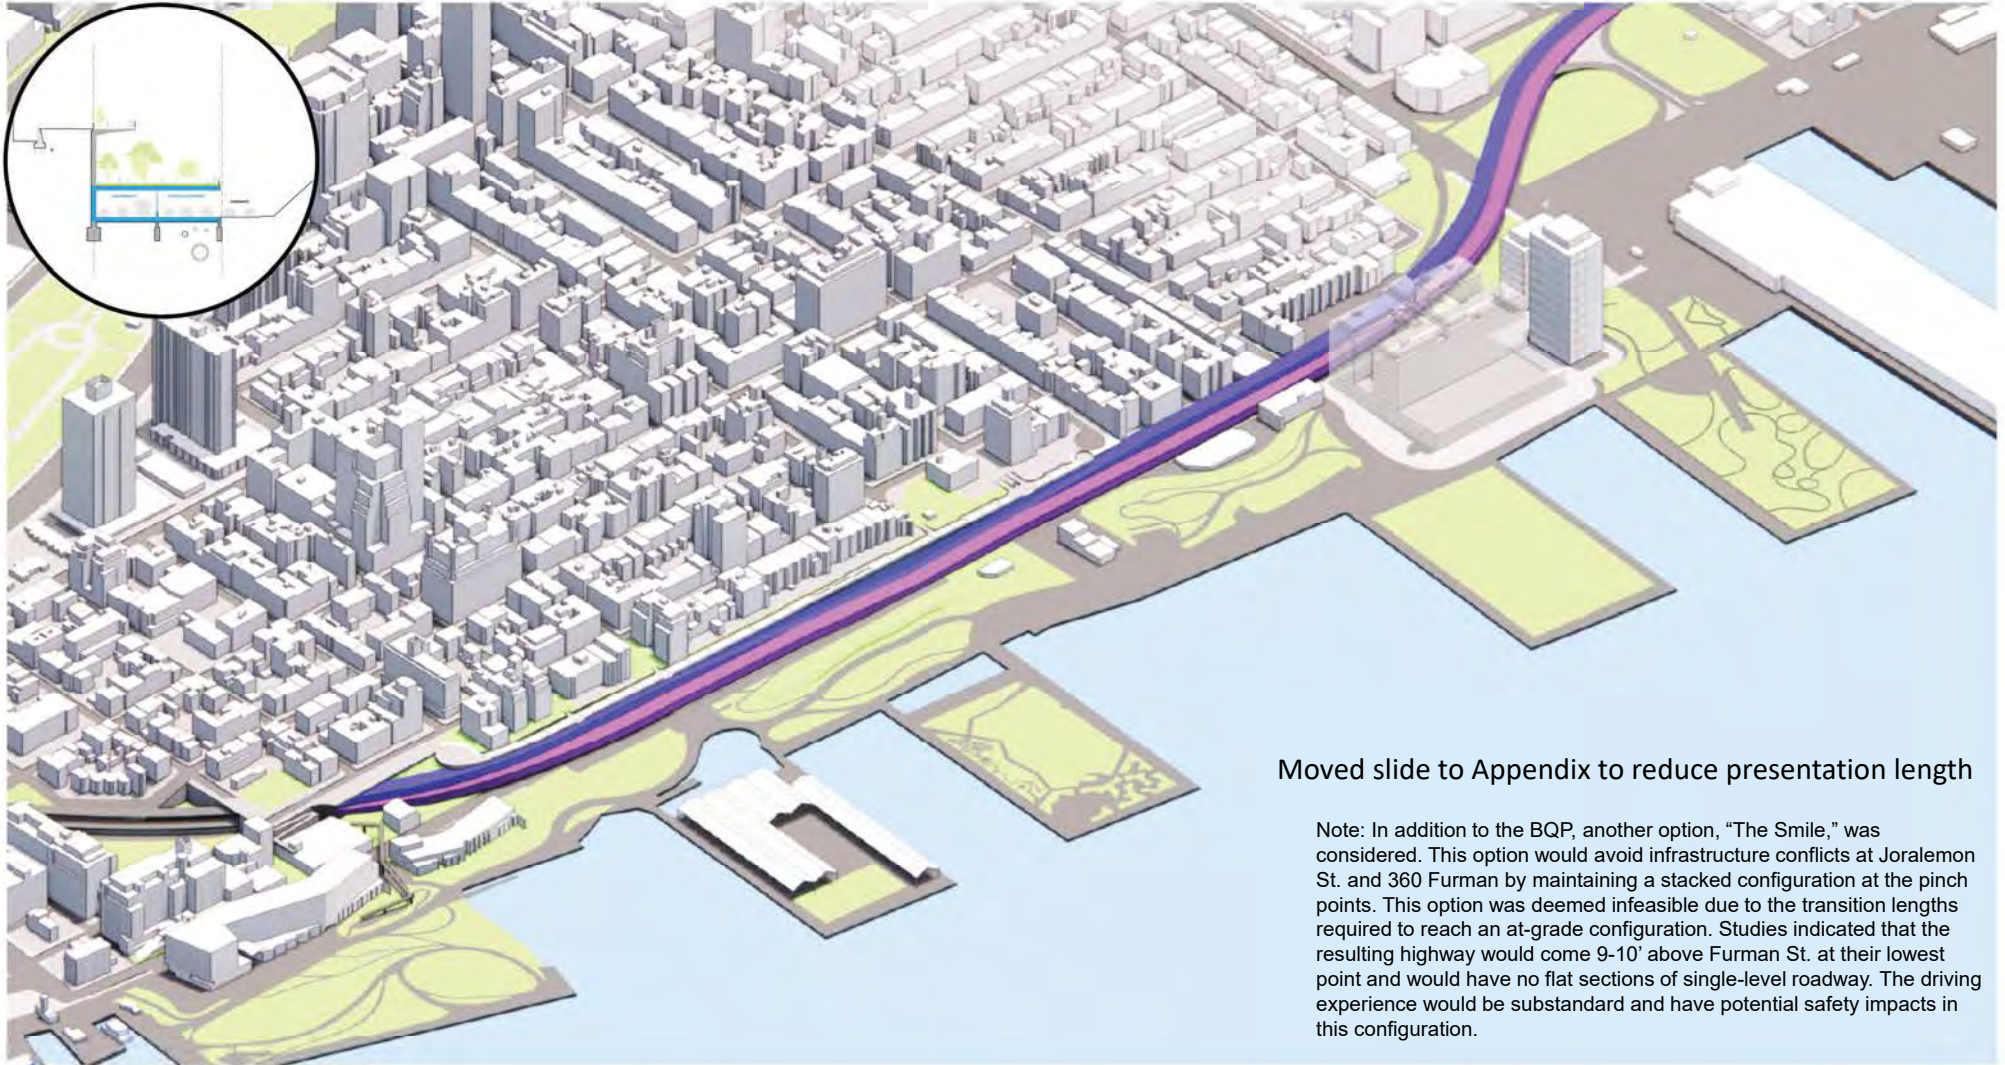 Moved slide to Appendix to reduce presentation length
Note: In addition to the BQP, another option, “The Smile,” was
considered. This option would avoid infrastructure conflicts at Joralemon
St. and 360 Furman by maintaining a stacked configuration at the pinch
points. This option was deemed infeasible due to the transition lengths
required to reach an at-grade configuration. Studies indicated that the
resulting highway would come 9-10’ above Furman St. at their lowest
point and would have no flat sections of single-level roadway. The driving
experience would be substandard and have potential safety impacts in
this configuration.